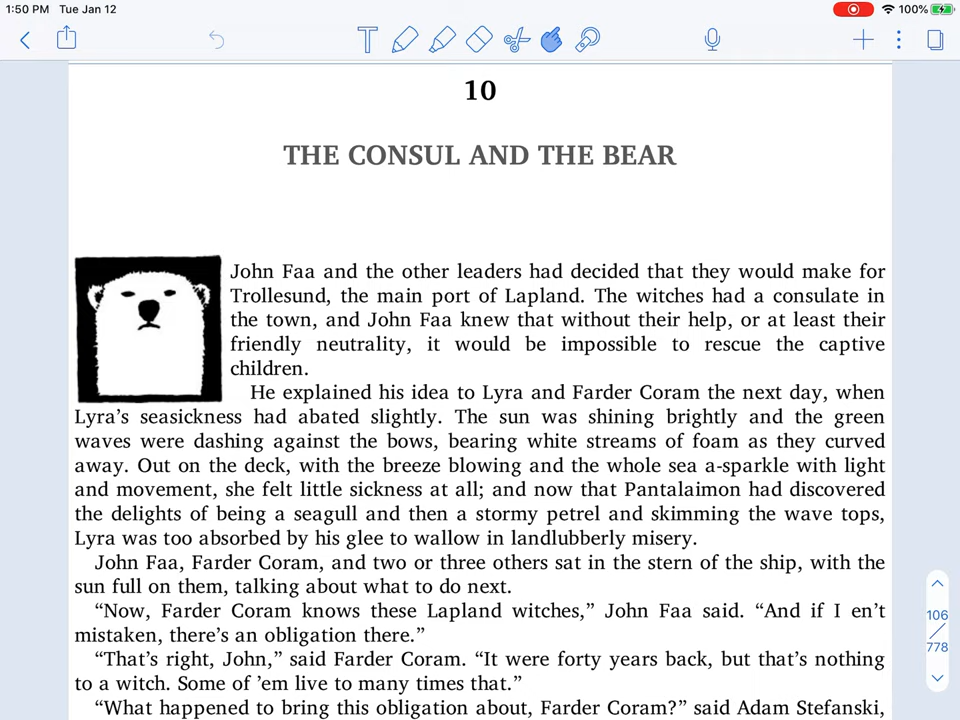 1:50 PM Tue Jan 12
100%
10
THE CONSUL AND THE BEAR
John Faa and the other leaders had decided that they would make for
Trollesund, the main port of Lapland. The witches had a consulate in
the town, and John Faa knew that without their help, or at least their
friendly neutrality, it would be impossible to rescue the captive
children.
He explained his idea to Lyra and Farder Coram the next day, when
Lyra’s seasickness had abated slightly. The sun was shining brightly and the green
waves were dashing against the bows, bearing white streams of foam as they curved
away. Out on the deck, with the breeze blowing and the whole sea a-sparkle with light
and movement, she felt little sickness at all; and now that Pantalaimon had discovered
the delights of being a seagull and then a stormy petrel and skimming the wave tops,
Lyra was too absorbed by his glee to wallow in landlubberly misery.
John Faa, Farder Coram, and two or three others sat in the stern of the ship, with the
sun full on them, talking about what to do next.
“Now, Farder Coram knows these Lapland witches,” John Faa said. “And if I en’t
mistaken, there’s an obligation there.”
“That’s right, John,” said Farder Coram. “It were forty years back, but that’s nothing
to a witch. Some of ’em live to many times that.”
“What happened to bring this obligation about, Farder Coram?” said Adam Stefanski,
106
778